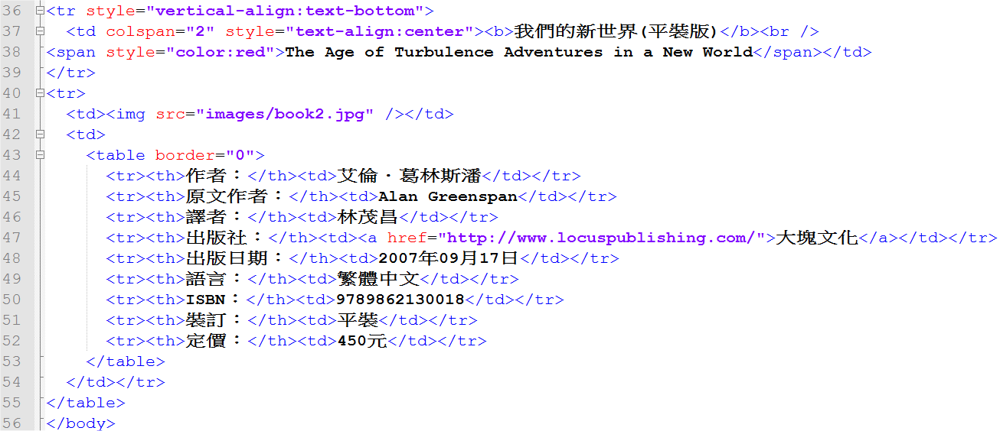 36 <tr style="vertical-align:text-bottom">
37   <td colspan="2" style="text-align:center"><b>我們的新世界(平裝版)</b><br />
38 <span style="color:red">The Age of Turbulence Adventures in a New World</span></td>
39 </tr>
40 <tr>
41   <td><img src="images/book2.jpg" /></td>
42   <td>
43     <table border="0">
44       <tr><th>作者：</th><td>艾倫．葛林斯潘</td></tr>
45       <tr><th>原文作者：</th><td>Alan Greenspan</td></tr>
46       <tr><th>譯者：</th><td>林茂昌</td></tr>
47       <tr><th>出版社：</th><td><a href="http://www.locuspublishing.com/">大塊文化</a></td></tr>
48       <tr><th>出版日期：</th><td>2007年09月17日</td></tr>
49       <tr><th>語言：</th><td>繁體中文</td></tr>
50       <tr><th>ISBN：</th><td>9789862130018</td></tr>
51       <tr><th>裝訂：</th><td>平裝</td></tr>
52       <tr><th>定價：</th><td>450元</td></tr>
53     </table>
54   </td></tr>
55 </table>
56 </body>